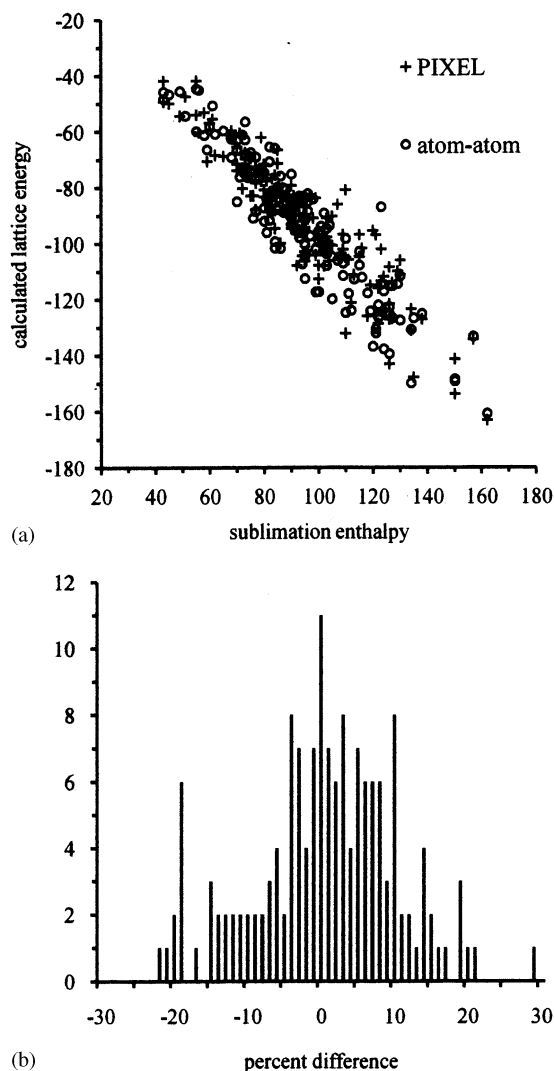 -20
-40
-60
-80
-100
-120
-140
-160
-180
calculated lattice energy
+ PIXEL
o atom-atom
20 40 60 80 100 120 140 160 180
sublimation enthalpy
(a)
12
10
8
6
4
2
0
-30 -20 -10 0 10 20 30
percent difference
(b)